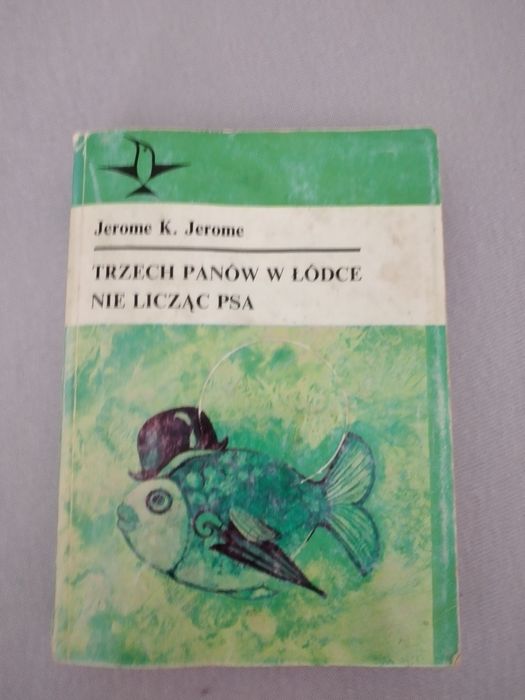 Jerome K. Jerome
TRZECH PANÓW W ŁÓDCE
NIE LICZĄC PSA